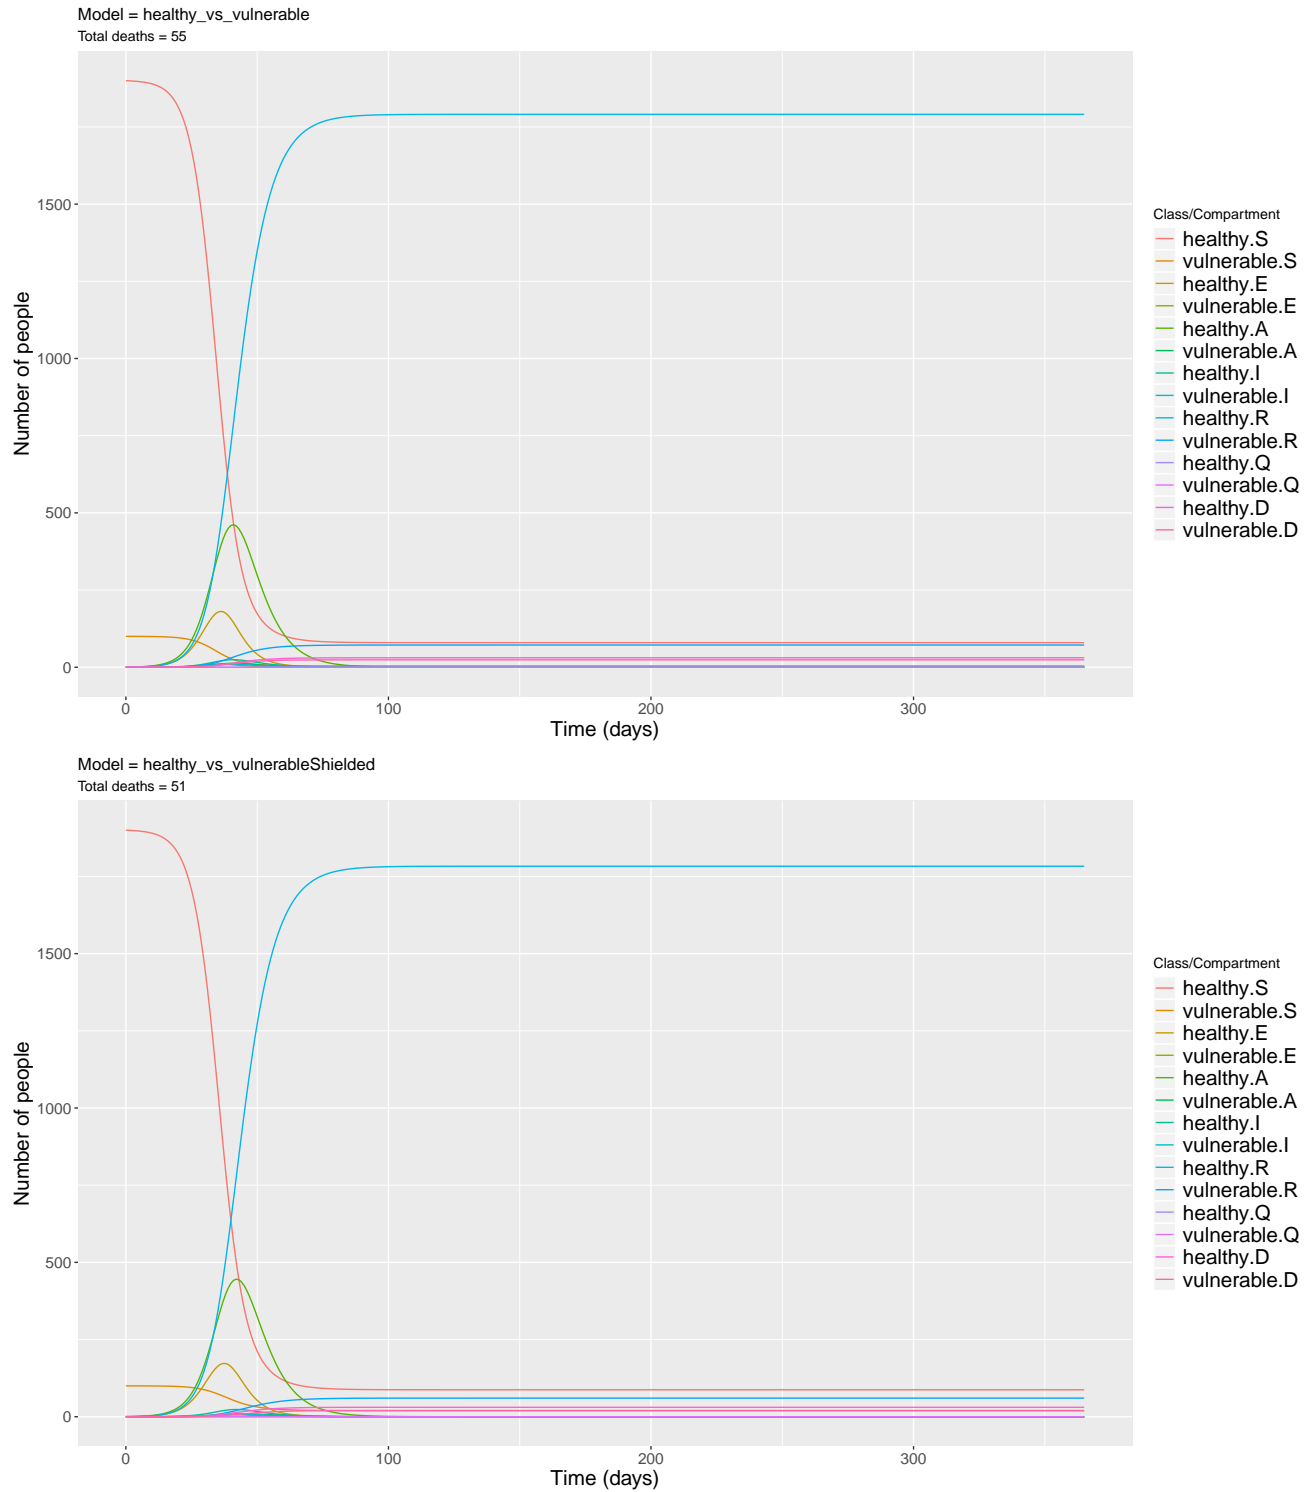 Model = healthy_vs_vulnerable
Total deaths = 55
Number of people
1500
1000
500
0
0 100 200 300
Time (days)
Class/Compartment
healthy.S
vulnerable.S
healthy.E
vulnerable.E
healthy.A
vulnerable.A
healthy.I
vulnerable.I
healthy.R
vulnerable.R
healthy.Q
vulnerable.Q
healthy.D
vulnerable.D
Model = healthy_vs_vulnerableShielded
Total deaths = 51
Number of people
1500
1000
500
0
0 100 200 300
Time (days)
Class/Compartment
healthy.S
vulnerable.S
healthy.E
vulnerable.E
healthy.A
vulnerable.A
healthy.I
vulnerable.I
healthy.R
vulnerable.R
healthy.Q
vulnerable.Q
healthy.D
vulnerable.D